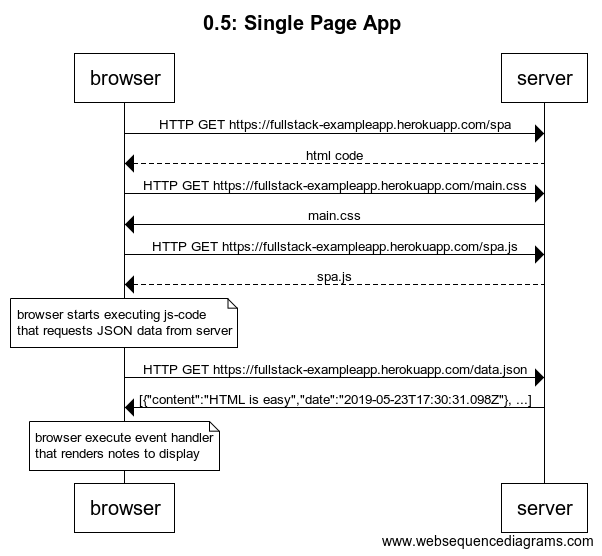 0.5: Single Page App
browser
server
HTTP GET https://fullstack-exampleapp.herokuapp.com/spa
html code
HTTP GET https://fullstack-exampleapp.herokuapp.com/main.css
main.css
HTTP GET https://fullstack-exampleapp.herokuapp.com/spa.js
spa.js
browser starts executing js-code
that requests JSON data from server
HTTP GET https://fullstack-exampleapp.herokuapp.com/data.json
[{"content":"HTML is easy","date":"2019-05-23T17:30:31.098Z"}, ...]
browser execute event handler
that renders notes to display
browser
server
www.websequencediagrams.com